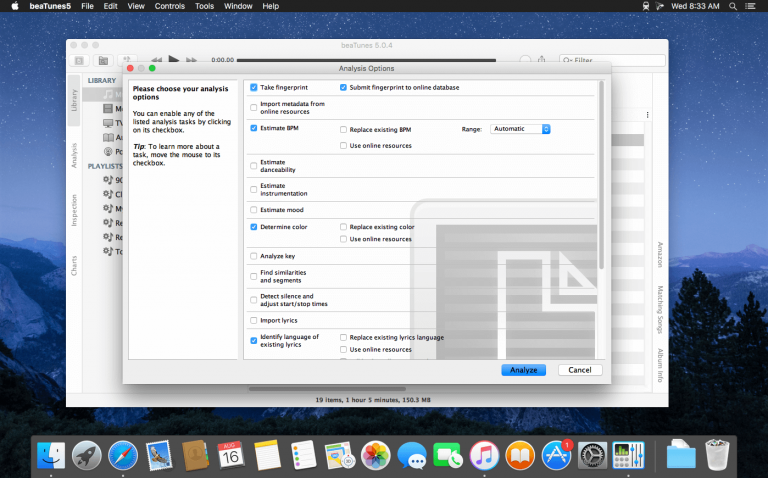 beaTunes5 File Edit View Controls Tools Window Help Wed 8:33 AM
beaTunes 5.0.4
0:00.00
Filter
Analysis Options
LIBRARY
PLAYLISTS
Library
Analysis
Inspection
Charts
Please choose your analysis
options
You can enable any of the
listed analysis tasks by clicking
on its checkbox.
Tip: To learn more about a
task, move the mouse to its
checkbox.
Take fingerprint Submit fingerprint to online database
Import metadata from
online resources
Estimate BPM Replace existing BPM Range: Automatic
Use online resources
Estimate
danceability
Estimate
instrumentation
Estimate mood
Determine color Replace existing color
Use online resources
Analyze key
Find similarities
and segments
Detect silence and
adjust start/stop times
Import lyrics
Identify language of
existing lyrics
Replace existing lyrics language
Use online resources
Analyze Cancel
Amazon
Matching Songs
Album Info
19 items, 1 hour 5 minutes, 150.3 MB
AUG
16
1